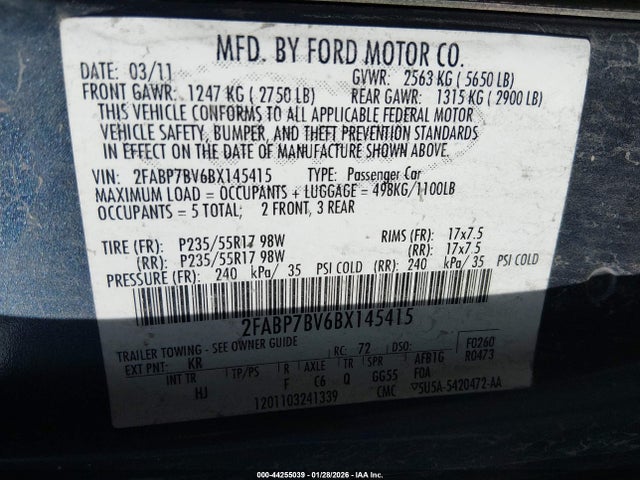 MFD. BY FORD MOTOR CO.
DATE: 03/11 GVWR: 2563 KG ( 5650 LB)
FRONT GAWR: 1247 KG ( 2750 LB) REAR GAWR: 1315 KG ( 2900 LB)
THIS VEHICLE CONFORMS TO ALL APPLICABLE FEDERAL MOTOR
VEHICLE SAFETY, BUMPER, AND THEFT PREVENTION STANDARDS
IN EFFECT ON THE DATE OF MANUFACTURE SHOWN ABOVE.
VIN: 2FABP7BV6BX145415 TYPE: Passenger Car
MAXIMUM LOAD = OCCUPANTS + LUGGAGE = 498KG/1100LB
OCCUPANTS = 5 TOTAL; 2 FRONT, 3 REAR
TIRE (FR): P235/55R17 98W RIMS (FR): 17x7.5
(RR): P235/55R17 98W (RR): 17x7.5
PRESSURE (FR): 240 kPa/ 35 PSI COLD (RR): 240 kPa/ 35 PSI COLD
2FABP7BV6BX145415
TRAILER TOWING - SEE OWNER GUIDE
EXT PNT: KR RC: 72 DSO: F0260
INT TR TP/PS R AXLE TR SPR AFB1G R0473
HJ F C6 Q GG55 FOA
1201103241339 CMC 5U5A-5420472-AA
000-44255039 - 01/28/2026 - IAA Inc.